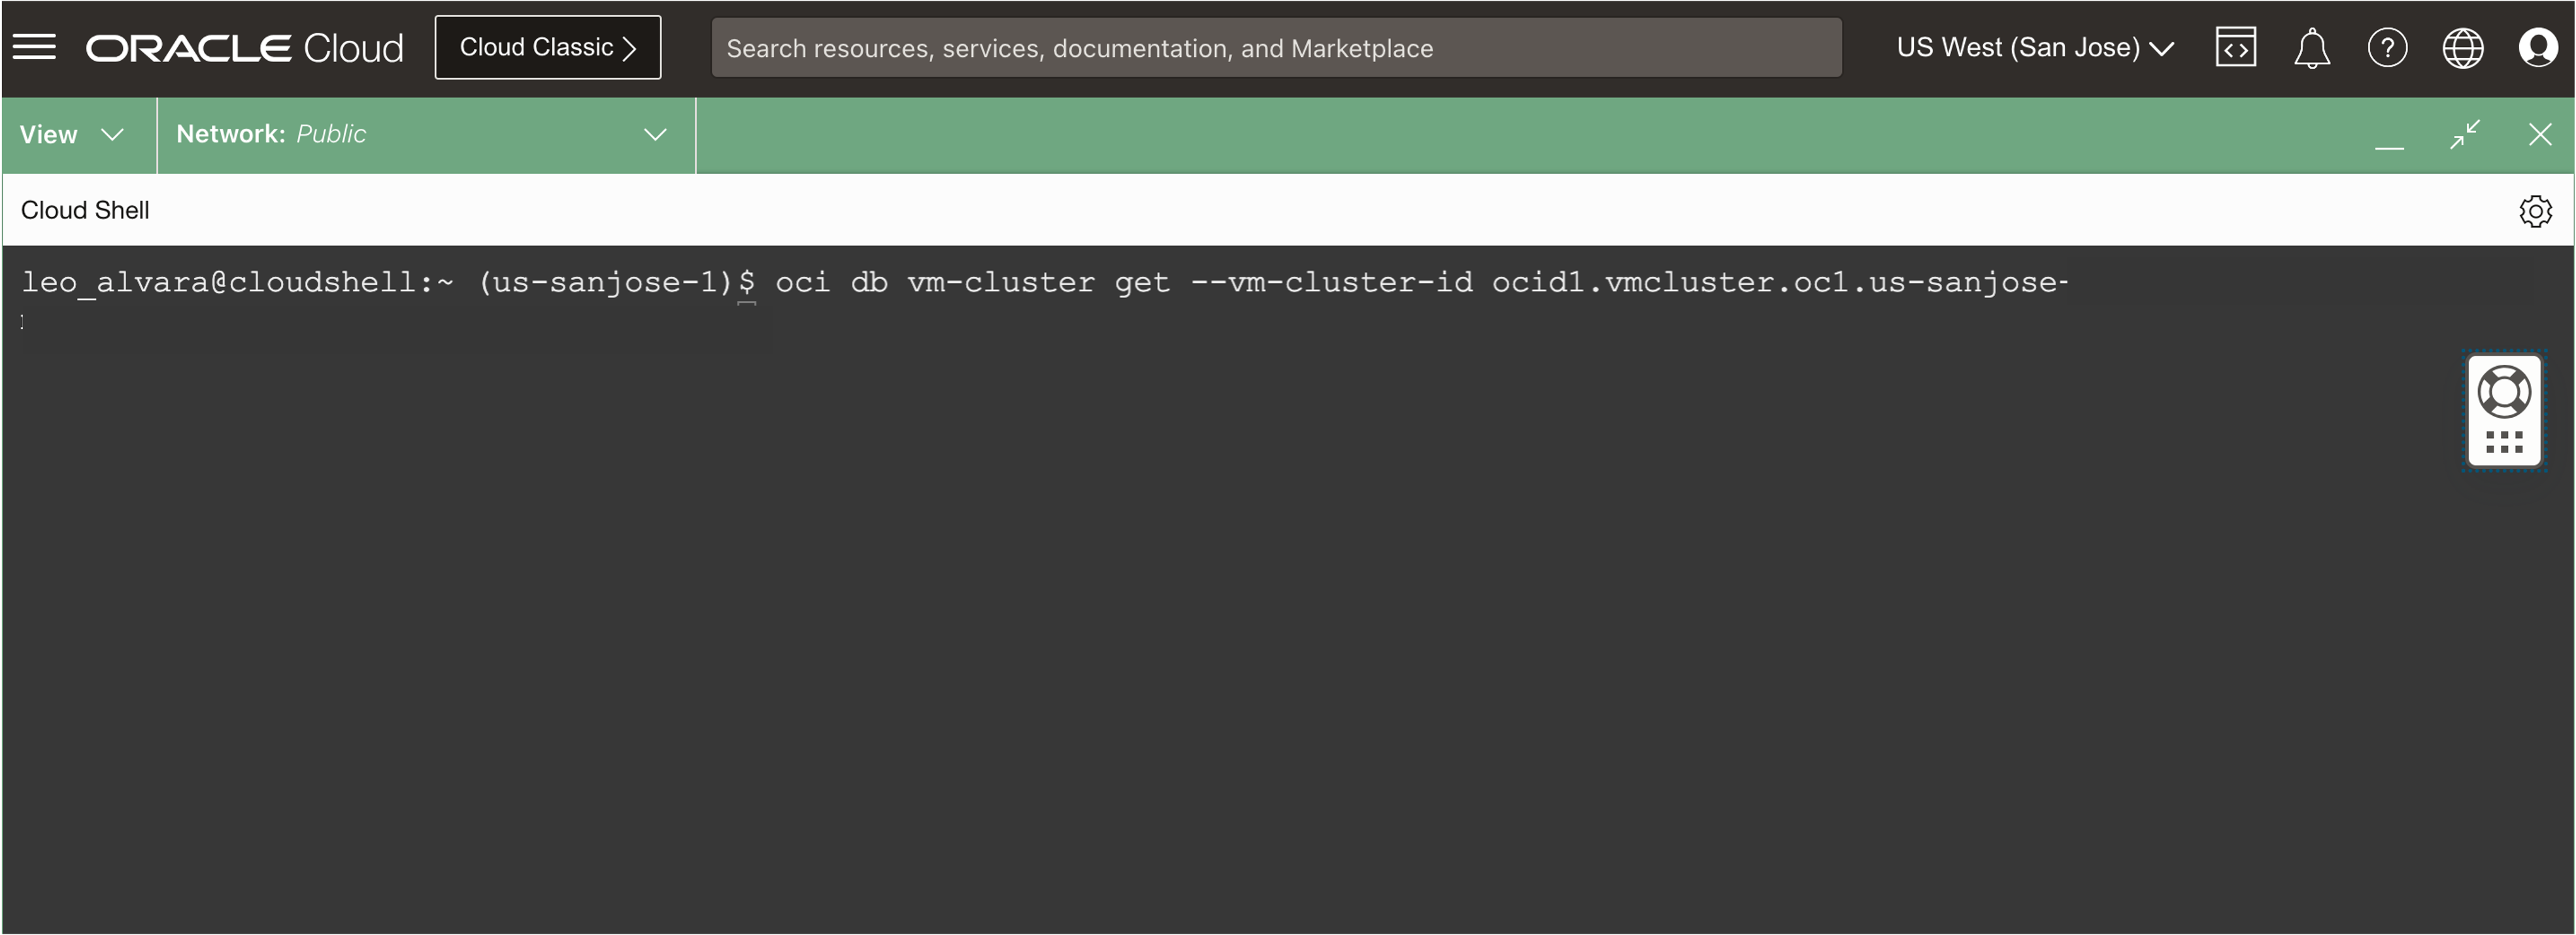 ORACLE Cloud Cloud Classic > Search resources, services, documentation, and Marketplace US West (San Jose)
View Network: Public
Cloud Shell
leo_alvara@cloudshell:~ (us-sanjose-1)$ oci db vm-cluster get --vm-cluster-id ocid1.vmcluster.oc1.us-sanjose-